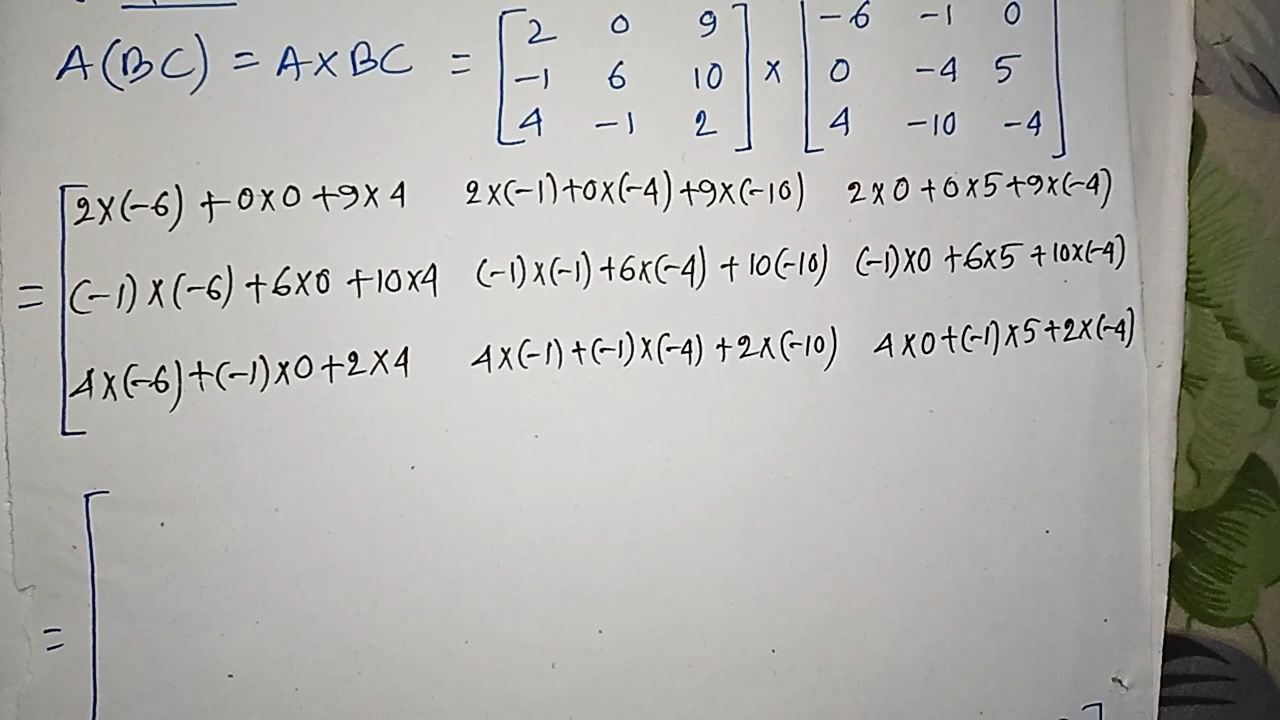 A(BC) = A×BC = [2 0 9] × [-6 -1 0]
[-1 6 10] [0 -4 5]
[4 -1 2] [4 -10 -4]
[2×(-6) + 0×0 +9×4 2×(-1)+0×(-4)+9×(-10) 2×0+0×5+9×(-4)
= (-1)×(-6)+6×0+10×4 (-1)×(-1)+6×(-4)+10(-10) (-1)×0+6×5+10×(-4)
4×(-6)+(-1)×0+2×4 4×(-1)+(-1)×(-4)+2×(-10) 4×0+(-1)×5+2×(-4)
= [